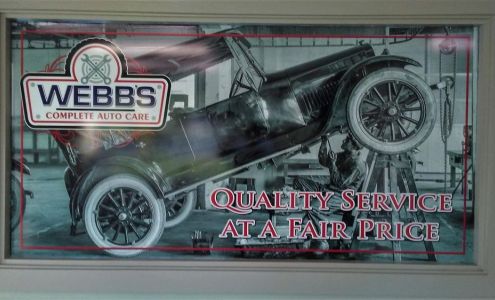 WEBB'S
COMPLETE AUTO CARE
QUALITY SERVICE
AT A FAIR PRICE